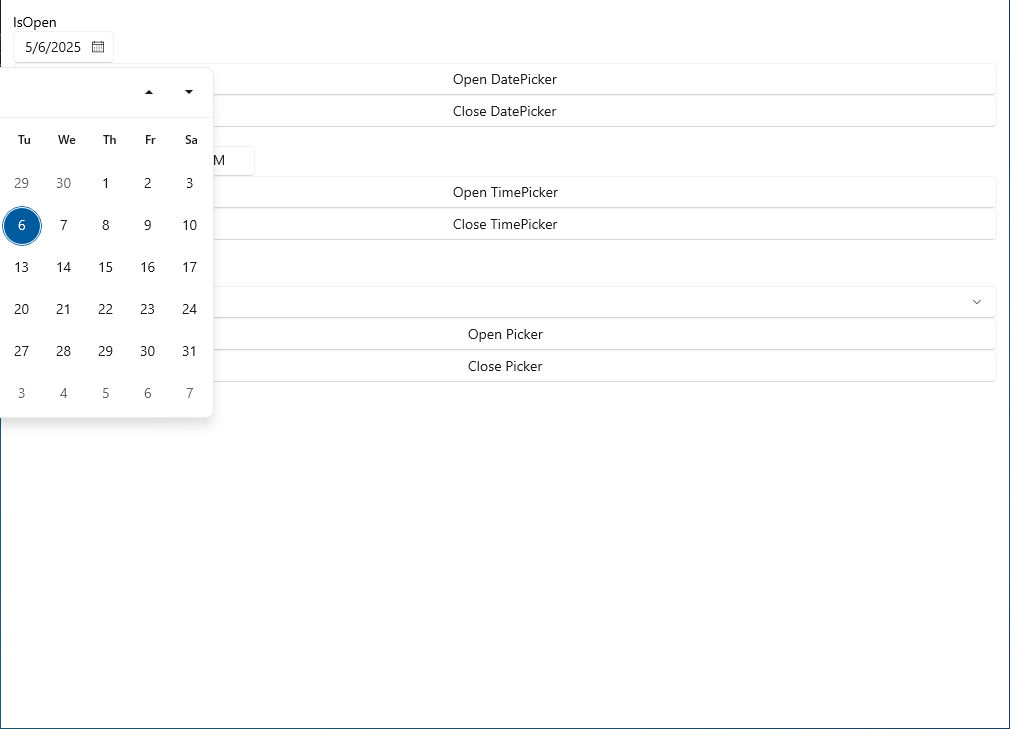 IsOpen
5/6/2025
Open DatePicker
Close DatePicker
Tu We Th Fr Sa
M
29 30 1 2 3
Open TimePicker
6 7 8 9 10
Close TimePicker
13 14 15 16 17
20 21 22 23 24
Open Picker
27 28 29 30 31
Close Picker
3 4 5 6 7